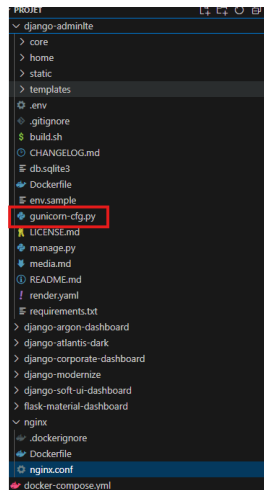 PROJET
django-adminlte
core
home
static
templates
.env
.gitignore
$ build.sh
CHANGELOG.md
db.sqlite3
Dockerfile
env.sample
gunicorn-cfg.py
LICENSE.md
manage.py
media.md
README.md
! render.yaml
requirements.txt
django-argon-dashboard
django-atlantis-dark
django-corporate-dashboard
django-modernize
django-soft-ui-dashboard
flask-material-dashboard
nginx
.dockerignore
Dockerfile
nginx.conf
docker-compose.yml